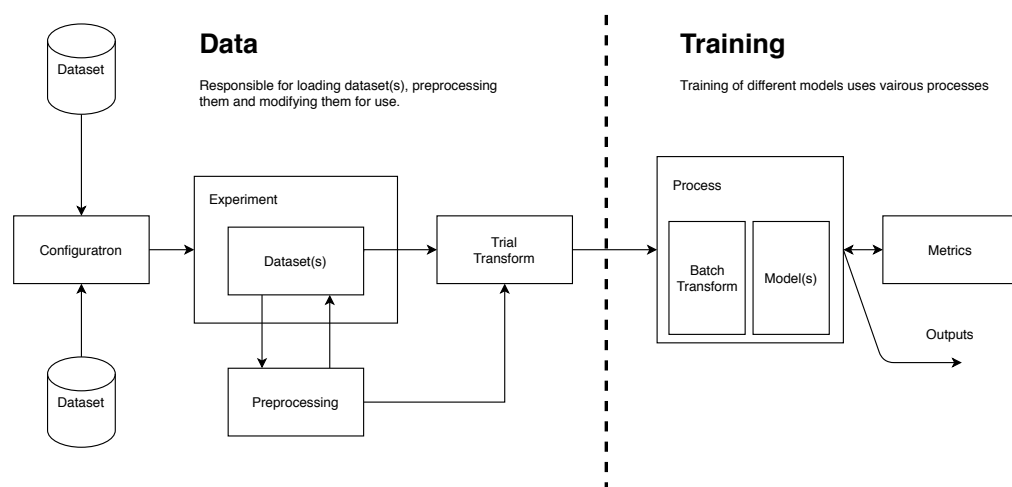 Data
Responsible for loading dataset(s), preprocessing
them and modifying them for use.
Training
Training of different models uses vairous processes
Dataset
Configuratron
Dataset
Experiment
Dataset(s)
Preprocessing
Trial
Transform
Process
Batch
Transform
Model(s)
Metrics
Outputs